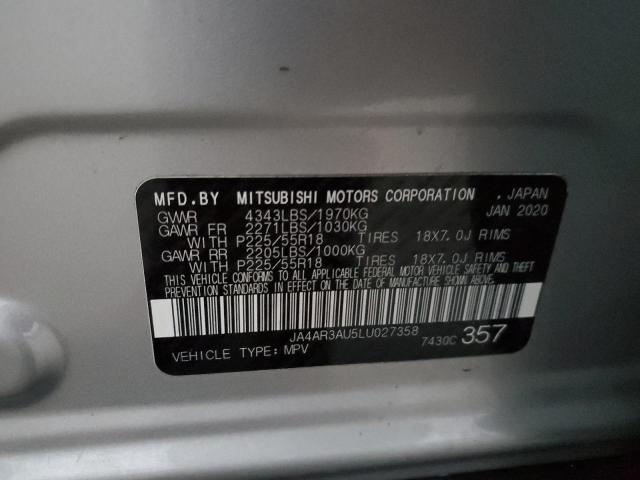 MFD.BY MITSUBISHI MOTORS CORPORATION . JAPAN
GVWR 4343LBS/1970KG JAN 2020
GAWR FR 2271LBS/1030KG
WITH P225/55R18 TIRES 18X7.0J RIMS
GAWR RR 2205LBS/1000KG
WITH P225/55R18 TIRES 18X7.0J RIMS
THIS VEHICLE CONFORMS TO ALL APPLICABLE FEDERAL MOTOR VEHICLE SAFETY AND THEFT
PREVENTION STANDARDS IN EFFECT ON THE DATE OF MANUFACTURE SHOWN ABOVE.
JA4AR3AU5LU027358
VEHICLE TYPE: MPV 7430C 357